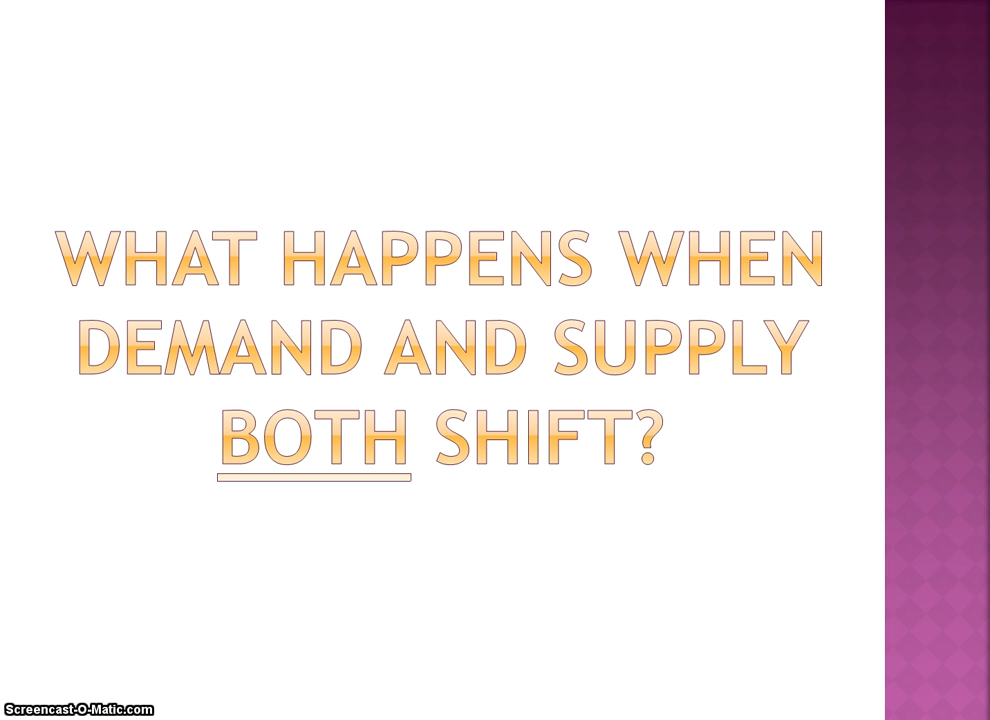 WHAT HAPPENS WHEN
DEMAND AND SUPPLY
BOTH SHIFT?
Screencast-O-Matic.com